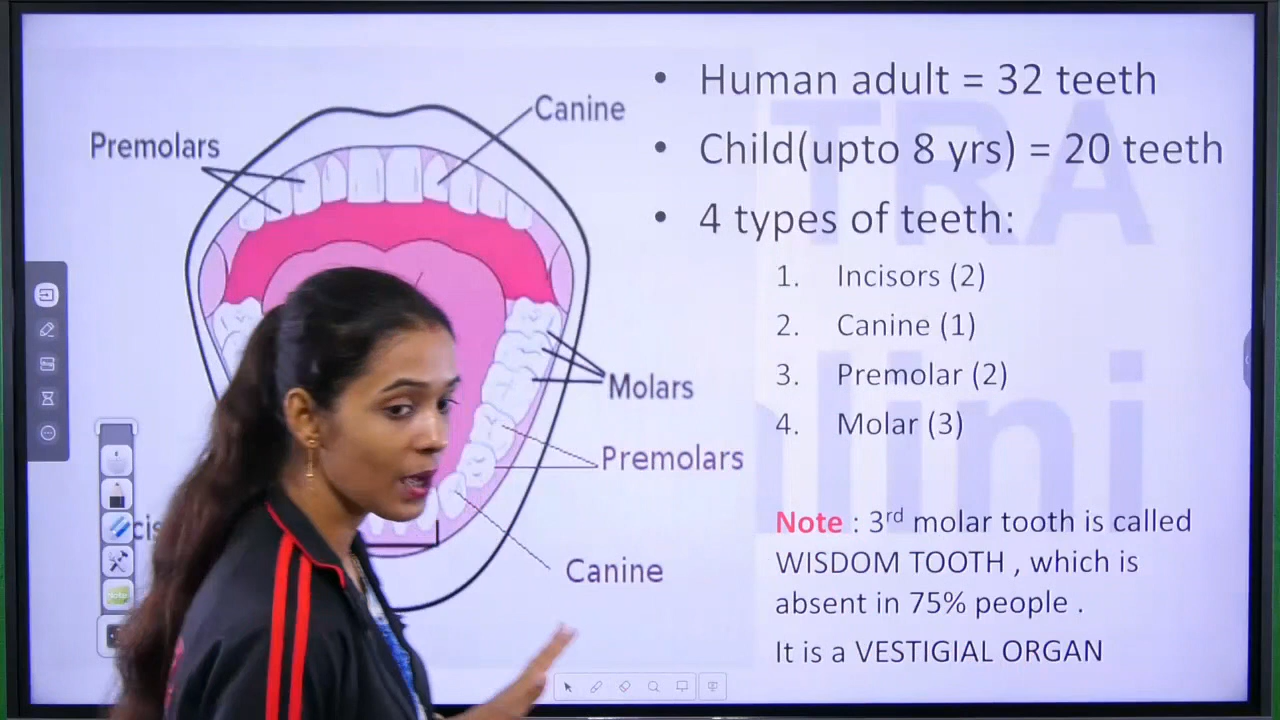 Canine
Premolars
Molars
Premolars
Canine
• Human adult = 32 teeth
• Child(upto 8 yrs) = 20 teeth
• 4 types of teeth:
1. Incisors (2)
2. Canine (1)
3. Premolar (2)
4. Molar (3)
Note : 3rd molar tooth is called
WISDOM TOOTH , which is
absent in 75% people .
It is a VESTIGIAL ORGAN